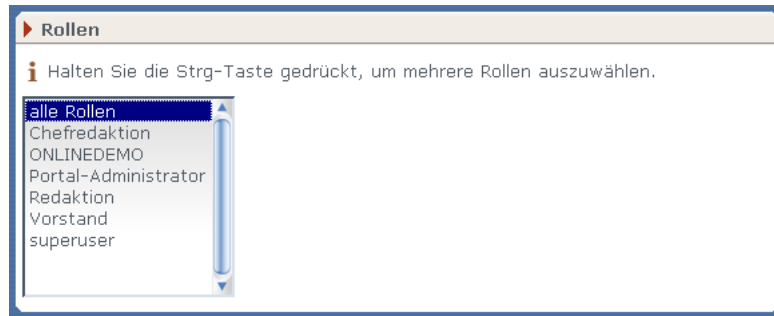 Rollen
Halten Sie die Strg-Taste gedrückt, um mehrere Rollen auszuwählen.
alle Rollen
Chefredaktion
ONLINEDEMO
Portal-Administrator
Redaktion
Vorstand
superuser